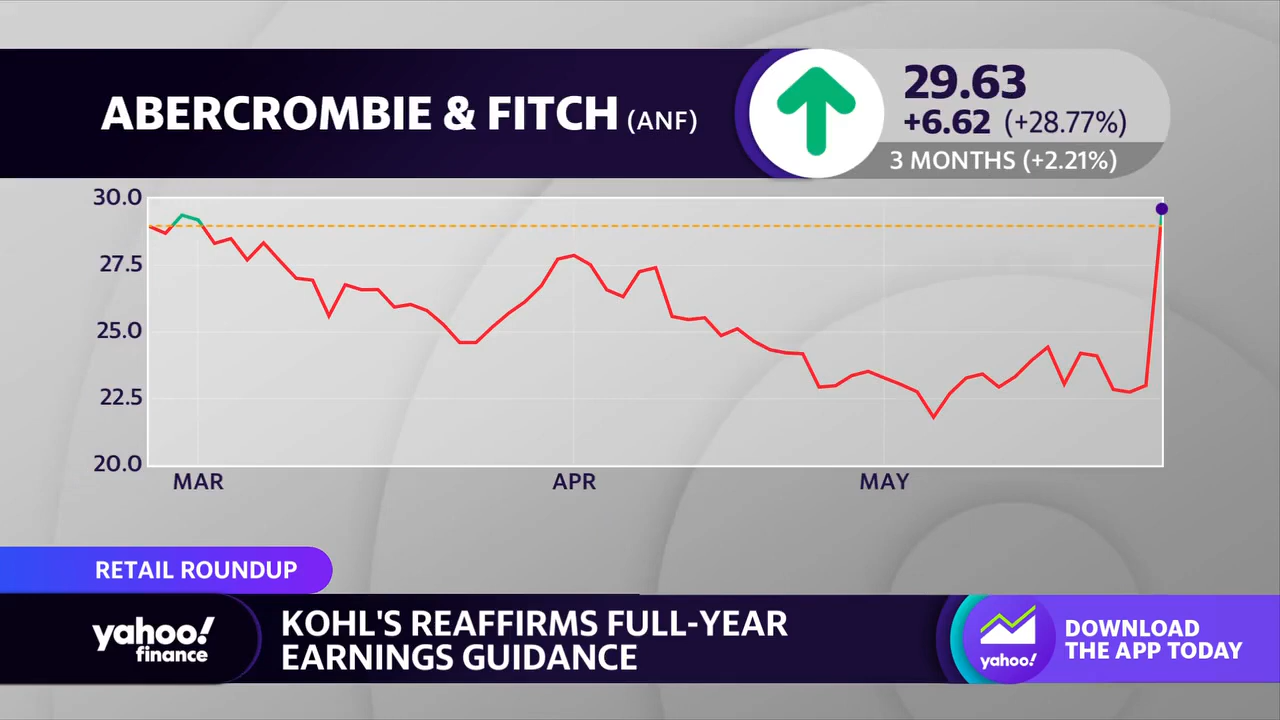 ABERCROMBIE & FITCH (ANF)
29.63
+6.62 (+28.77%)
3 MONTHS (+2.21%)
30.0
27.5
25.0
22.5
20.0
MAR APR MAY
RETAIL ROUNDUP
yahoo!
finance
KOHL'S REAFFIRMS FULL-YEAR
EARNINGS GUIDANCE
yahoo!
DOWNLOAD
THE APP TODAY